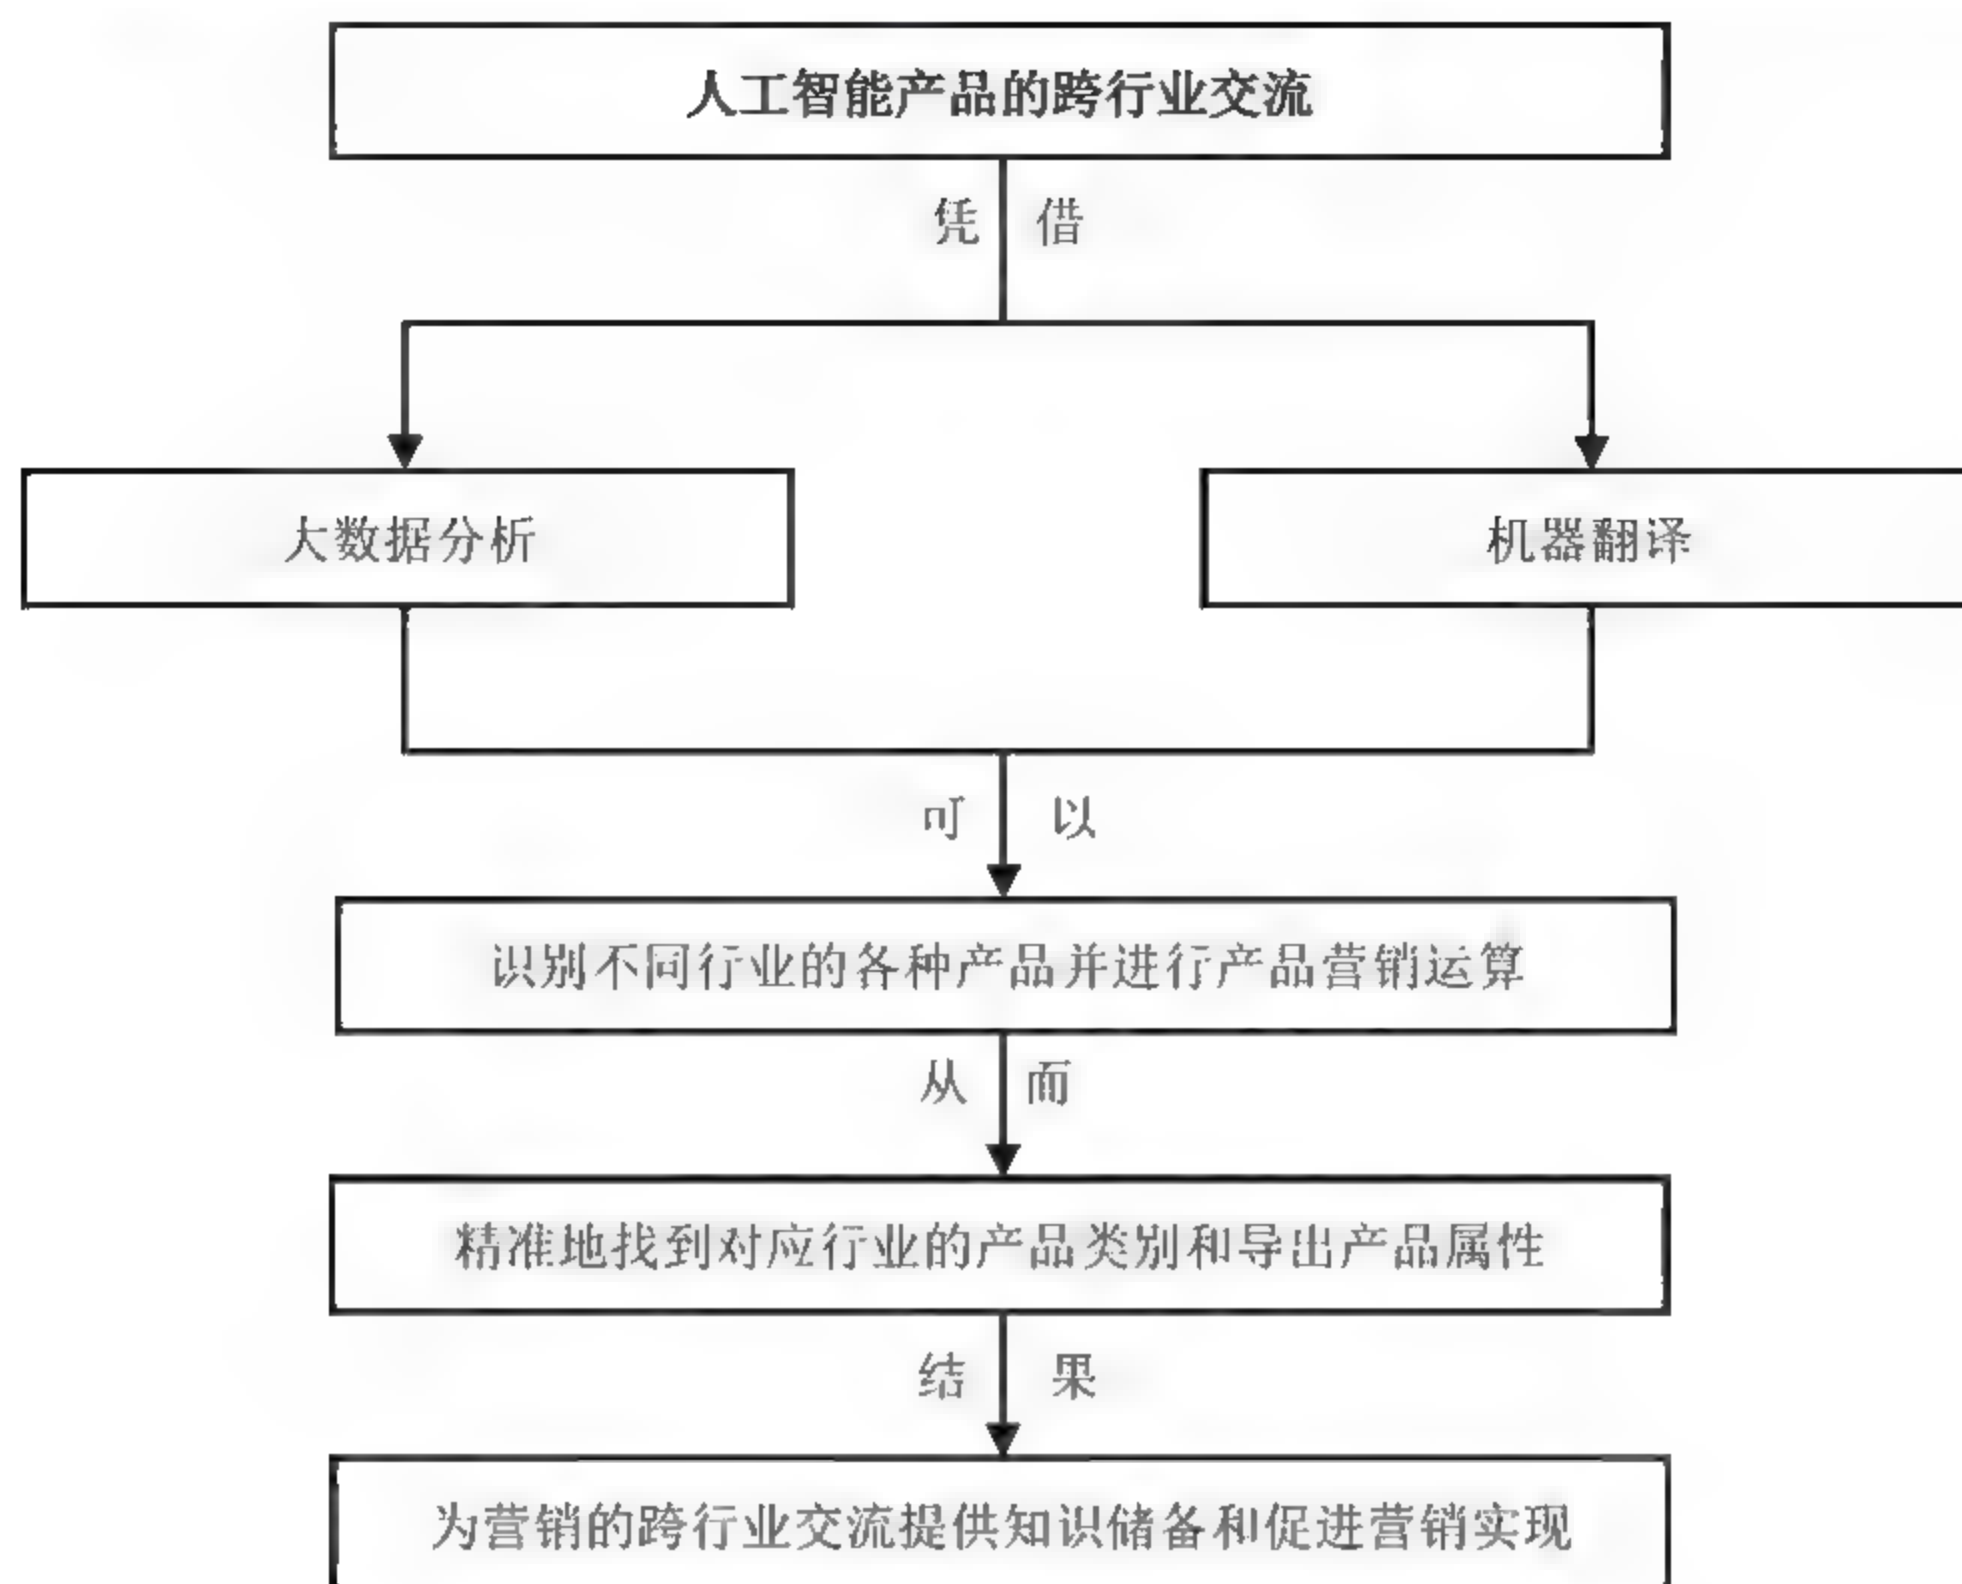 人工智能产品的跨行业交流
凭 借
大数据分析
机器翻译
可 以
识别不同行业的各种产品并进行产品营销运算
从 而
精准地找到对应行业的产品类别和导出产品属性
结 果
为营销的跨行业交流提供知识储备和促进营销实现